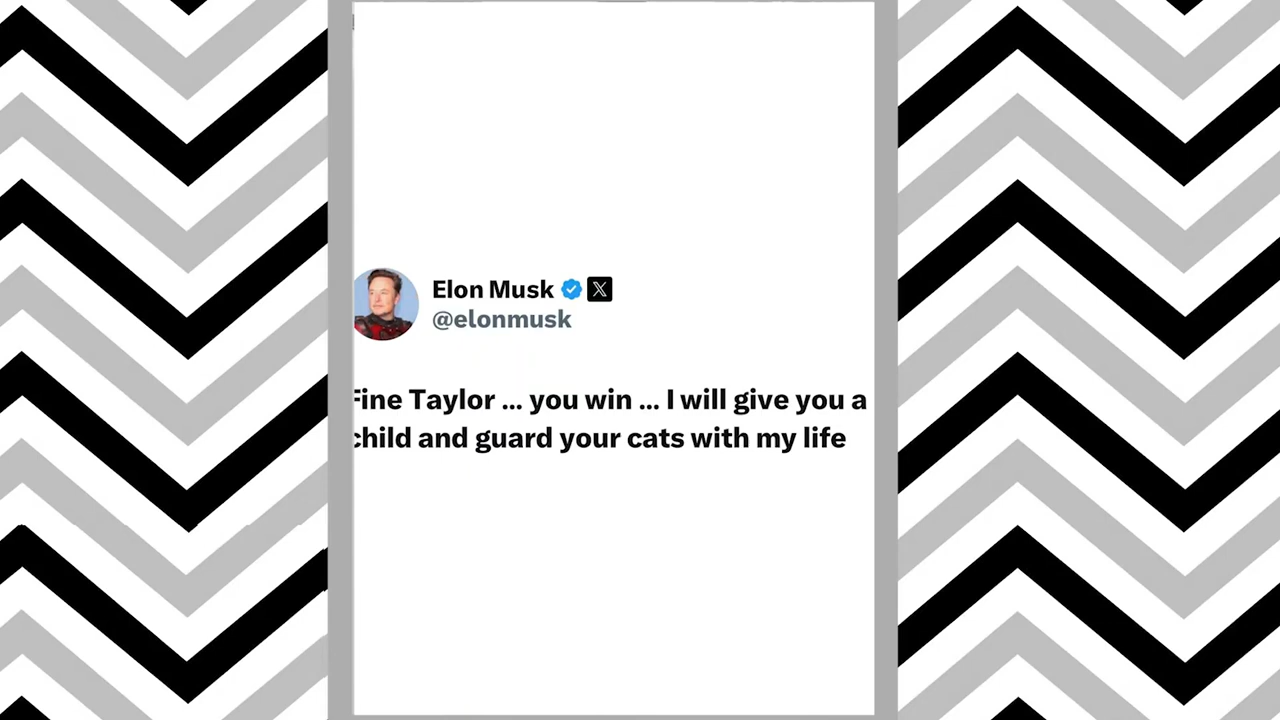 Elon Musk
@elonmusk
Fine Taylor ... you win ... I will give you a
child and guard your cats with my life